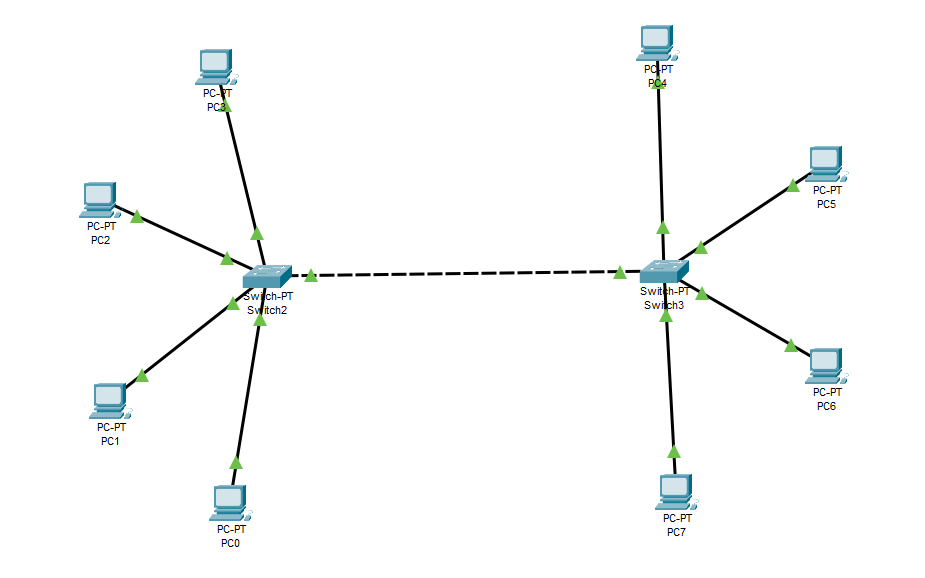 PC-PT
PC3
PC-PT
PC4
PC-PT
PC5
PC-PT
PC2
Switch-PT
Switch2
Switch-PT
Switch3
PC-PT
PC6
PC-PT
PC1
PC-PT
PC0
PC-PT
PC7